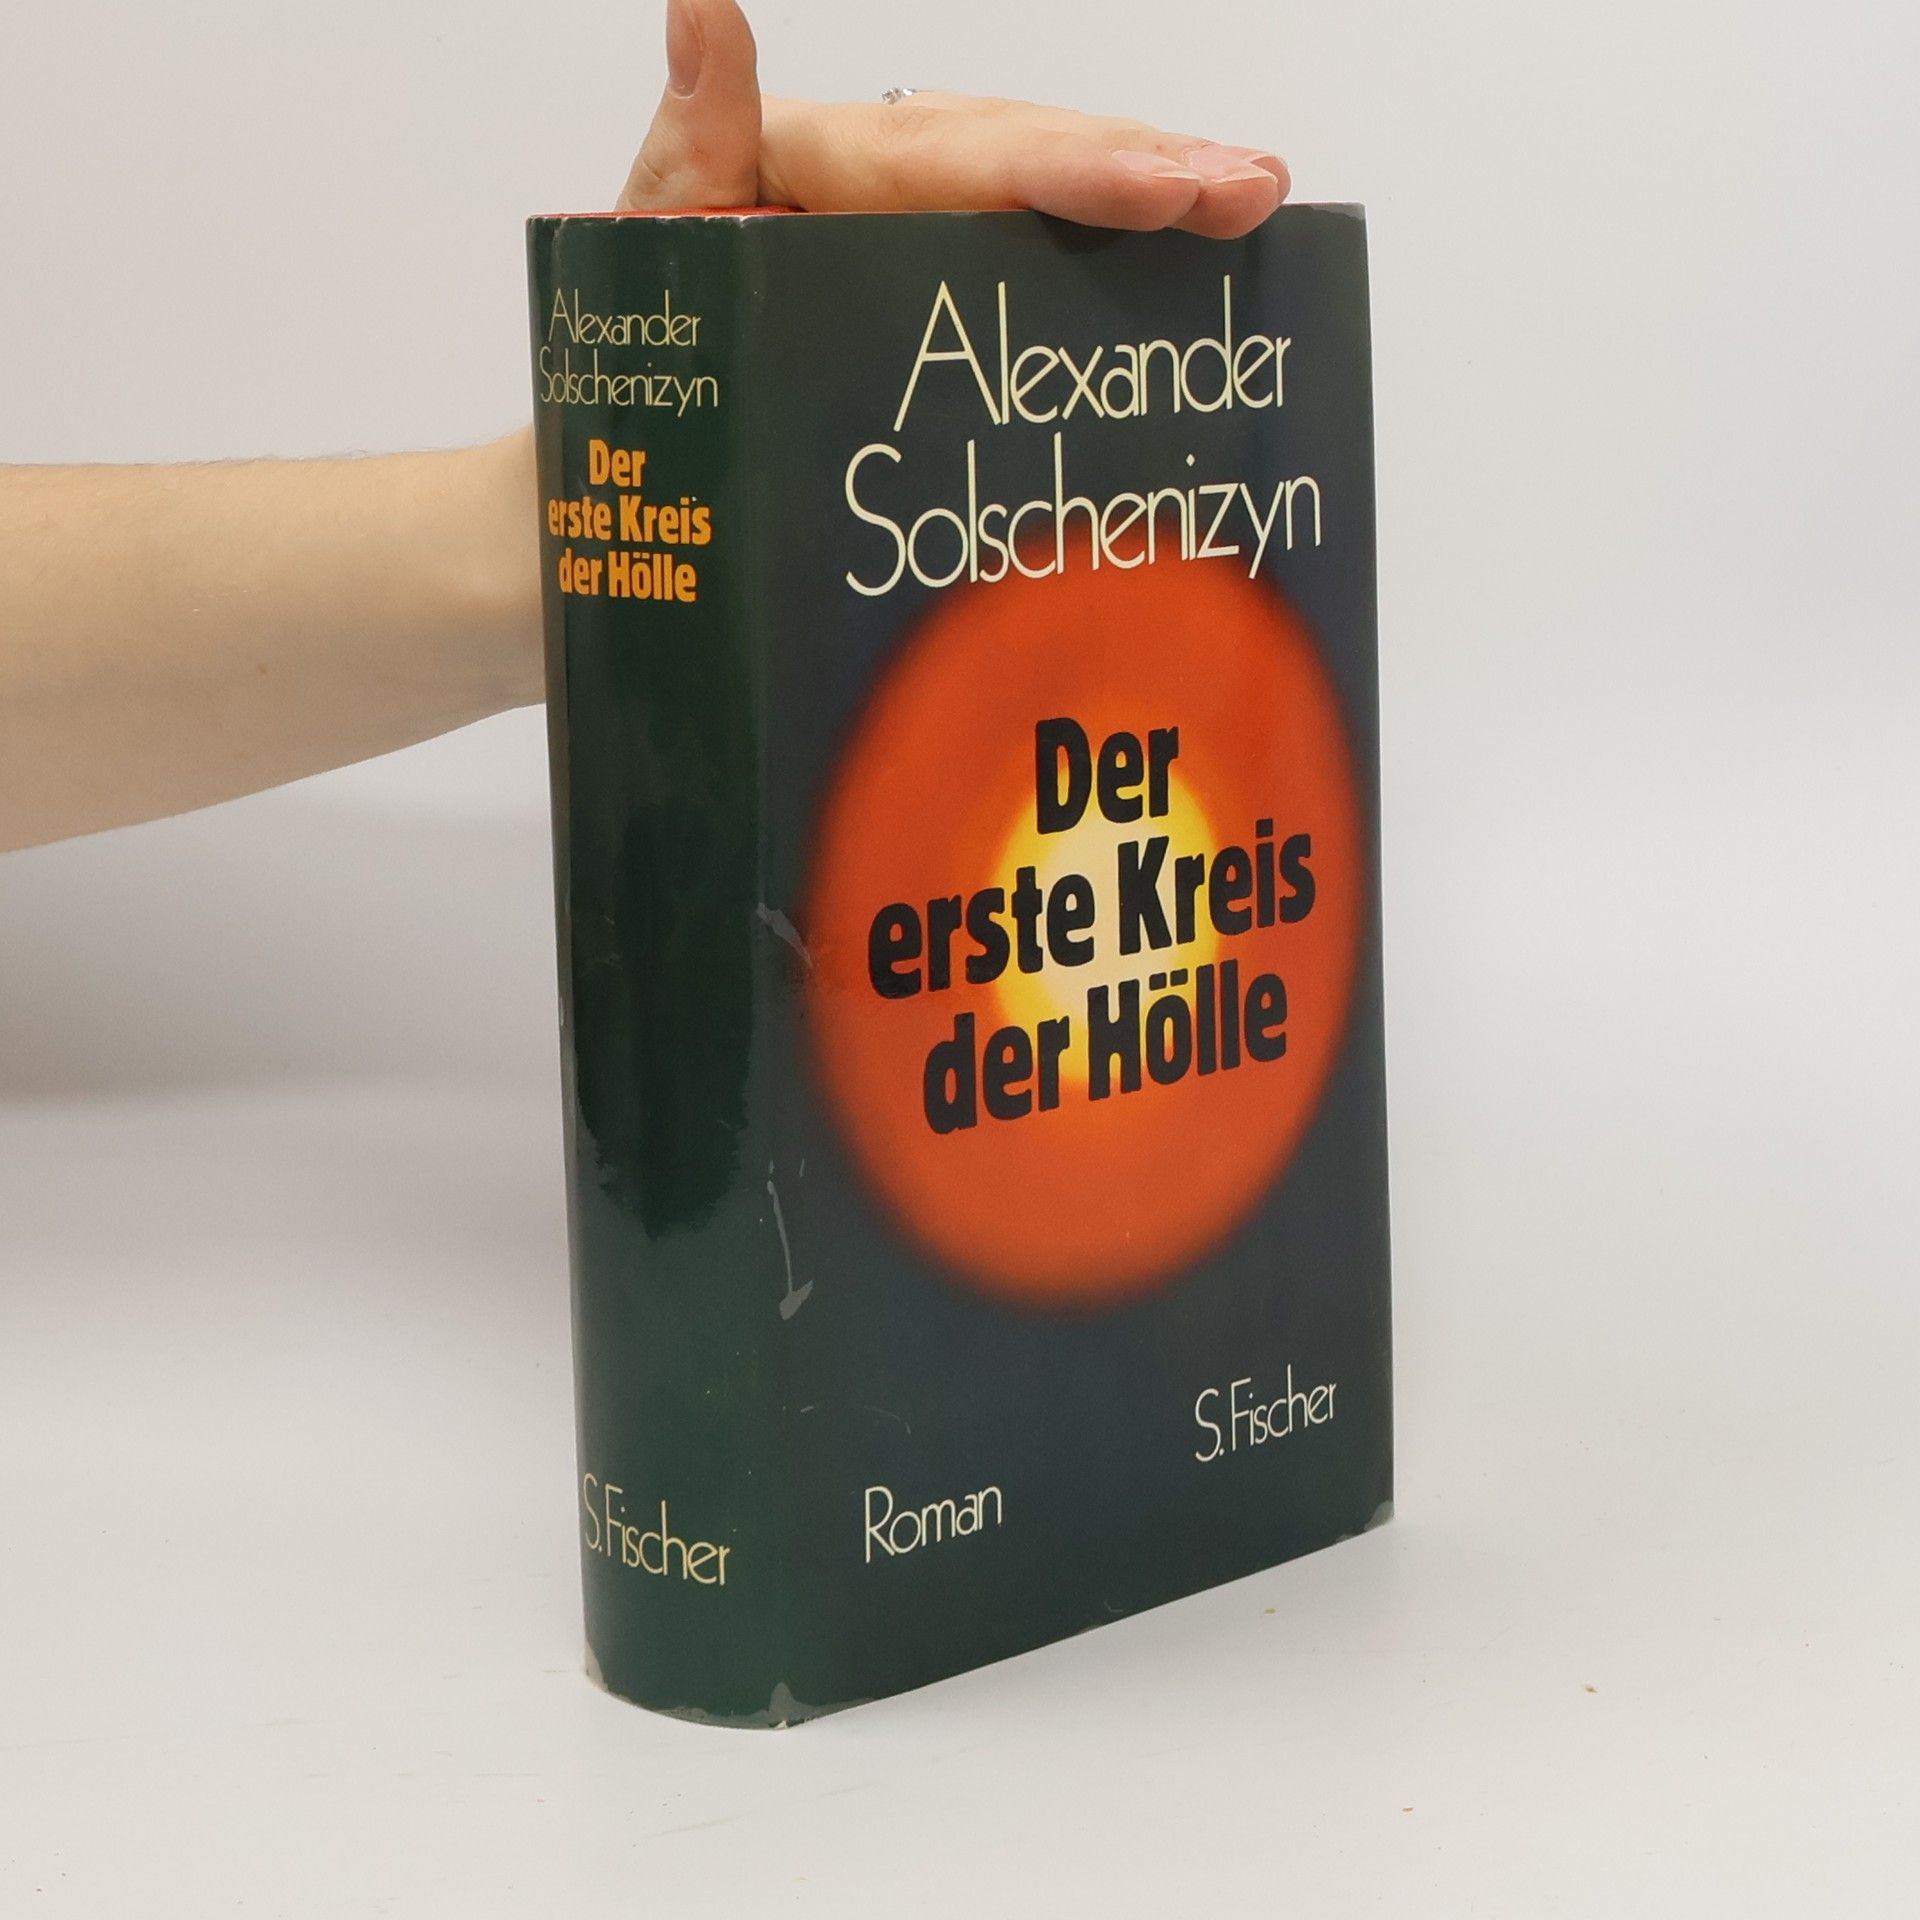 Alexander
Solschenizyn
Der
erste Kreis
der Hölle
S. Fischer
Alexander
Solschenizyn
Der
erste Kreis
der Hölle
S. Fischer
Roman